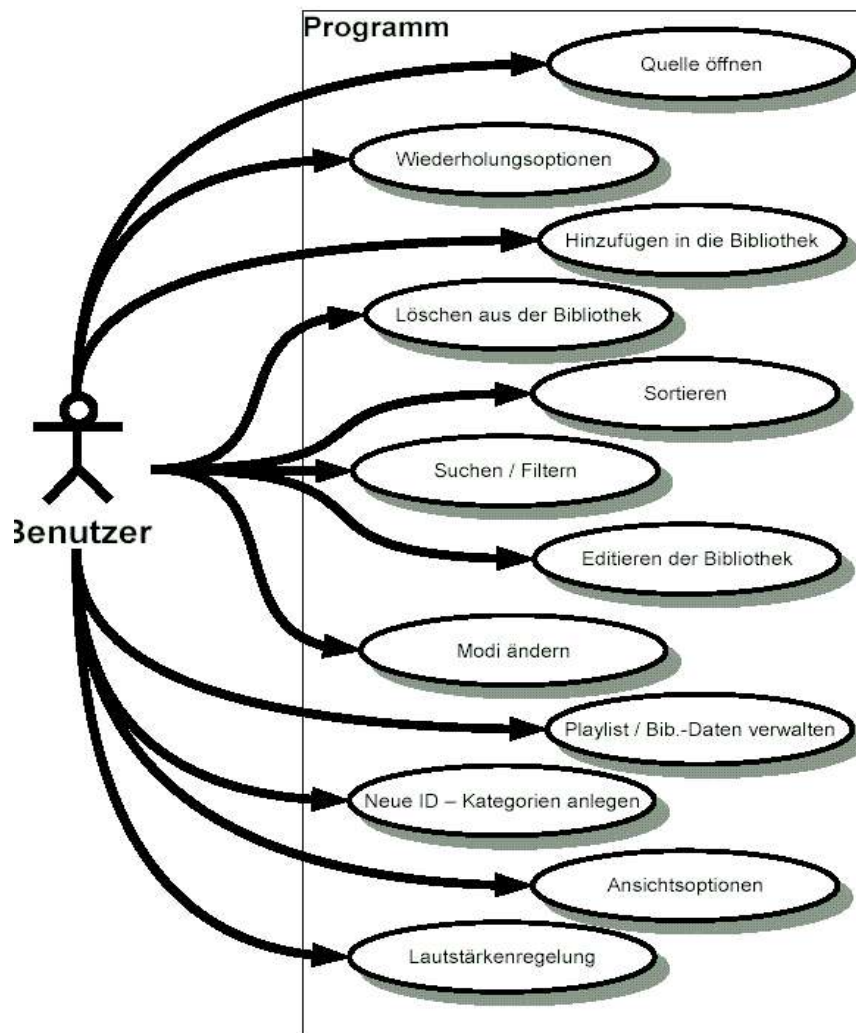 Programm
Quelle öffnen
Wiederholungsoptionen
Hinzufügen in die Bibliothek
Löschen aus der Bibliothek
Sortieren
Suchen / Filtern
Benutzer
Editieren der Bibliothek
Modi ändern
Playlist / Bib.-Daten verwalten
Neue ID – Kategorien anlegen
Ansichtsoptionen
Lautstärkenregelung